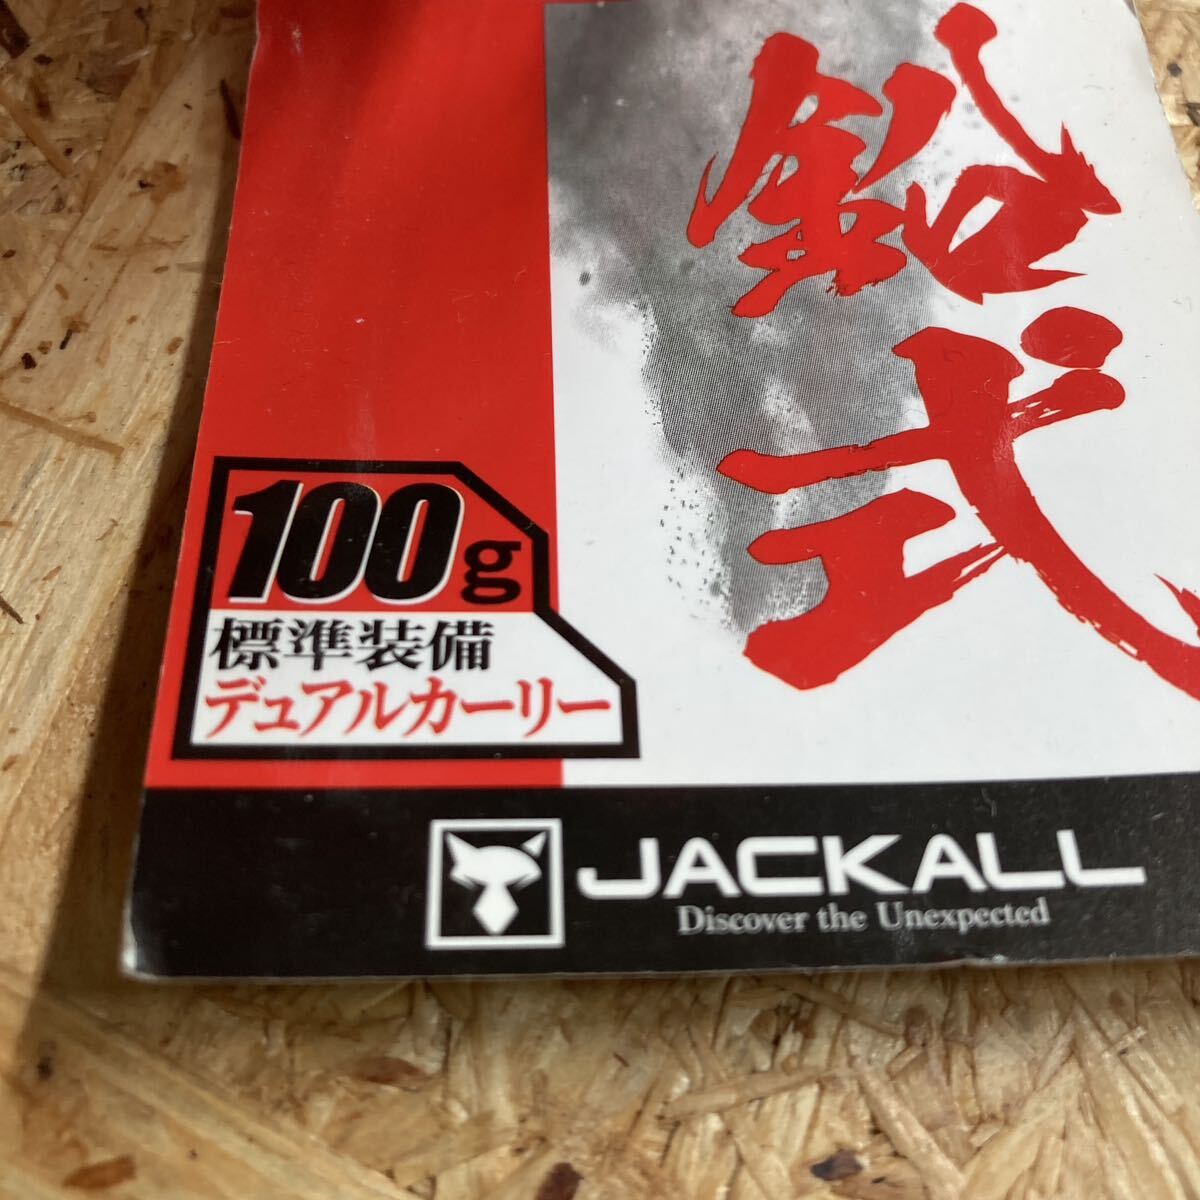 鉛式
100g
標準装備
デュアルカーリー
JACKALL
Discover the Unexpected